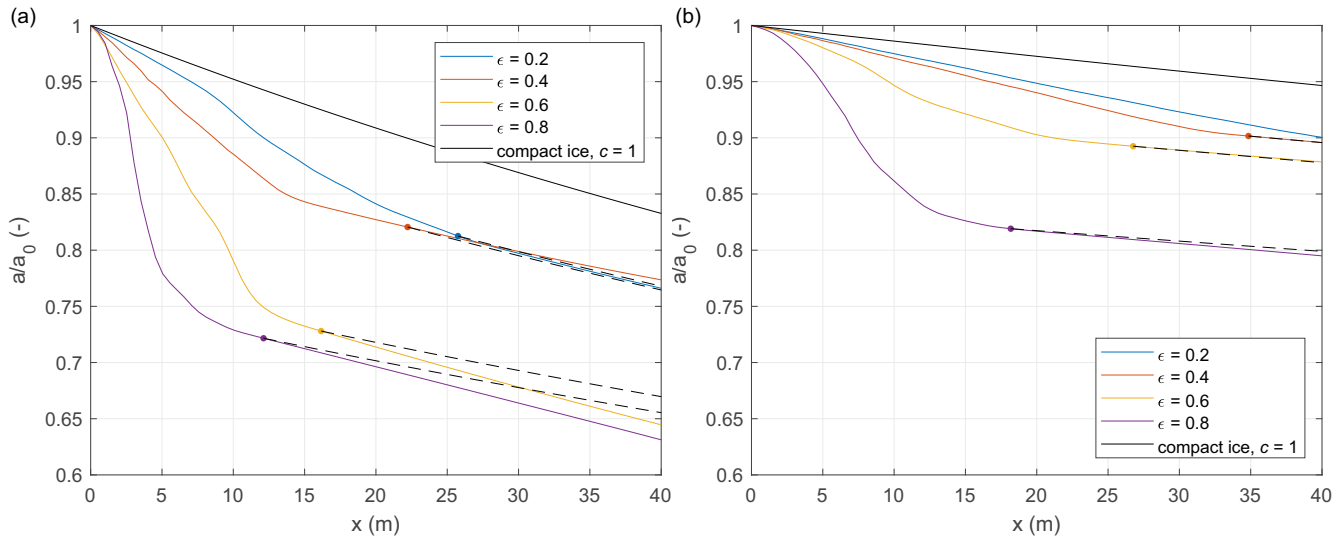 (a)
1
0.95
0.9
0.85
0.8
0.75
0.7
0.65
0.6
a/a0 (-)
0 5 10 15 20 25 30 35 40
x (m)
ϵ = 0.2
ϵ = 0.4
ϵ = 0.6
ϵ = 0.8
compact ice, c = 1
(b)
1
0.95
0.9
0.85
0.8
0.75
0.7
0.65
0.6
a/a0 (-)
0 5 10 15 20 25 30 35 40
x (m)
ϵ = 0.2
ϵ = 0.4
ϵ = 0.6
ϵ = 0.8
compact ice, c = 1